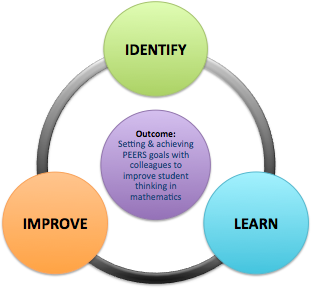 IDENTIFY
Outcome:
Setting & achieving
PEERS goals with
colleagues to
improve student
thinking in
mathematics
IMPROVE
LEARN